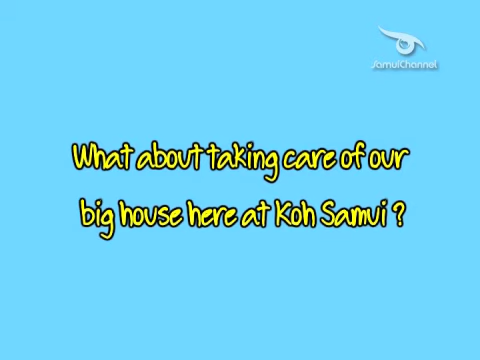 SamuiChannel
What about taking care of our
big house here at Koh Samui ?